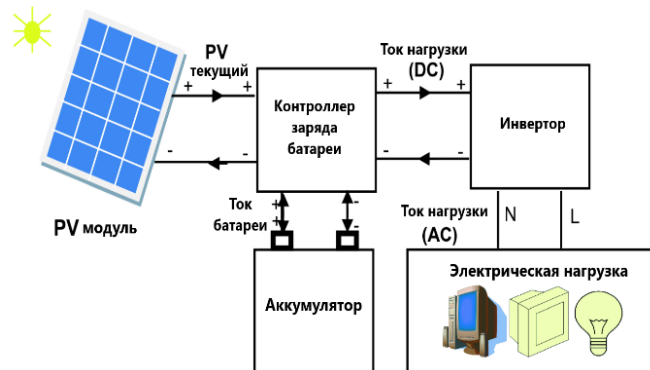 PV
текущий
Ток нагрузки
(DC)
+
+
+
+
Контроллер
заряда
батареи
Инвертор
-
-
-
-
PV модуль
Ток
батареи
+
+
-
-
Ток нагрузки
(AC)
N
L
Аккумулятор
Электрическая нагрузка